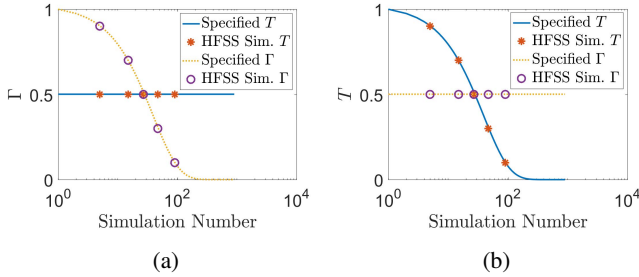 1
0.5
0
Γ
10^0 10^2 10^4
Simulation Number
Specified T
HFSS Sim. T
Specified Γ
HFSS Sim. Γ
(a)
1
0.5
0
T
10^0 10^2 10^4
Simulation Number
Specified T
HFSS Sim. T
Specified Γ
HFSS Sim. Γ
(b)